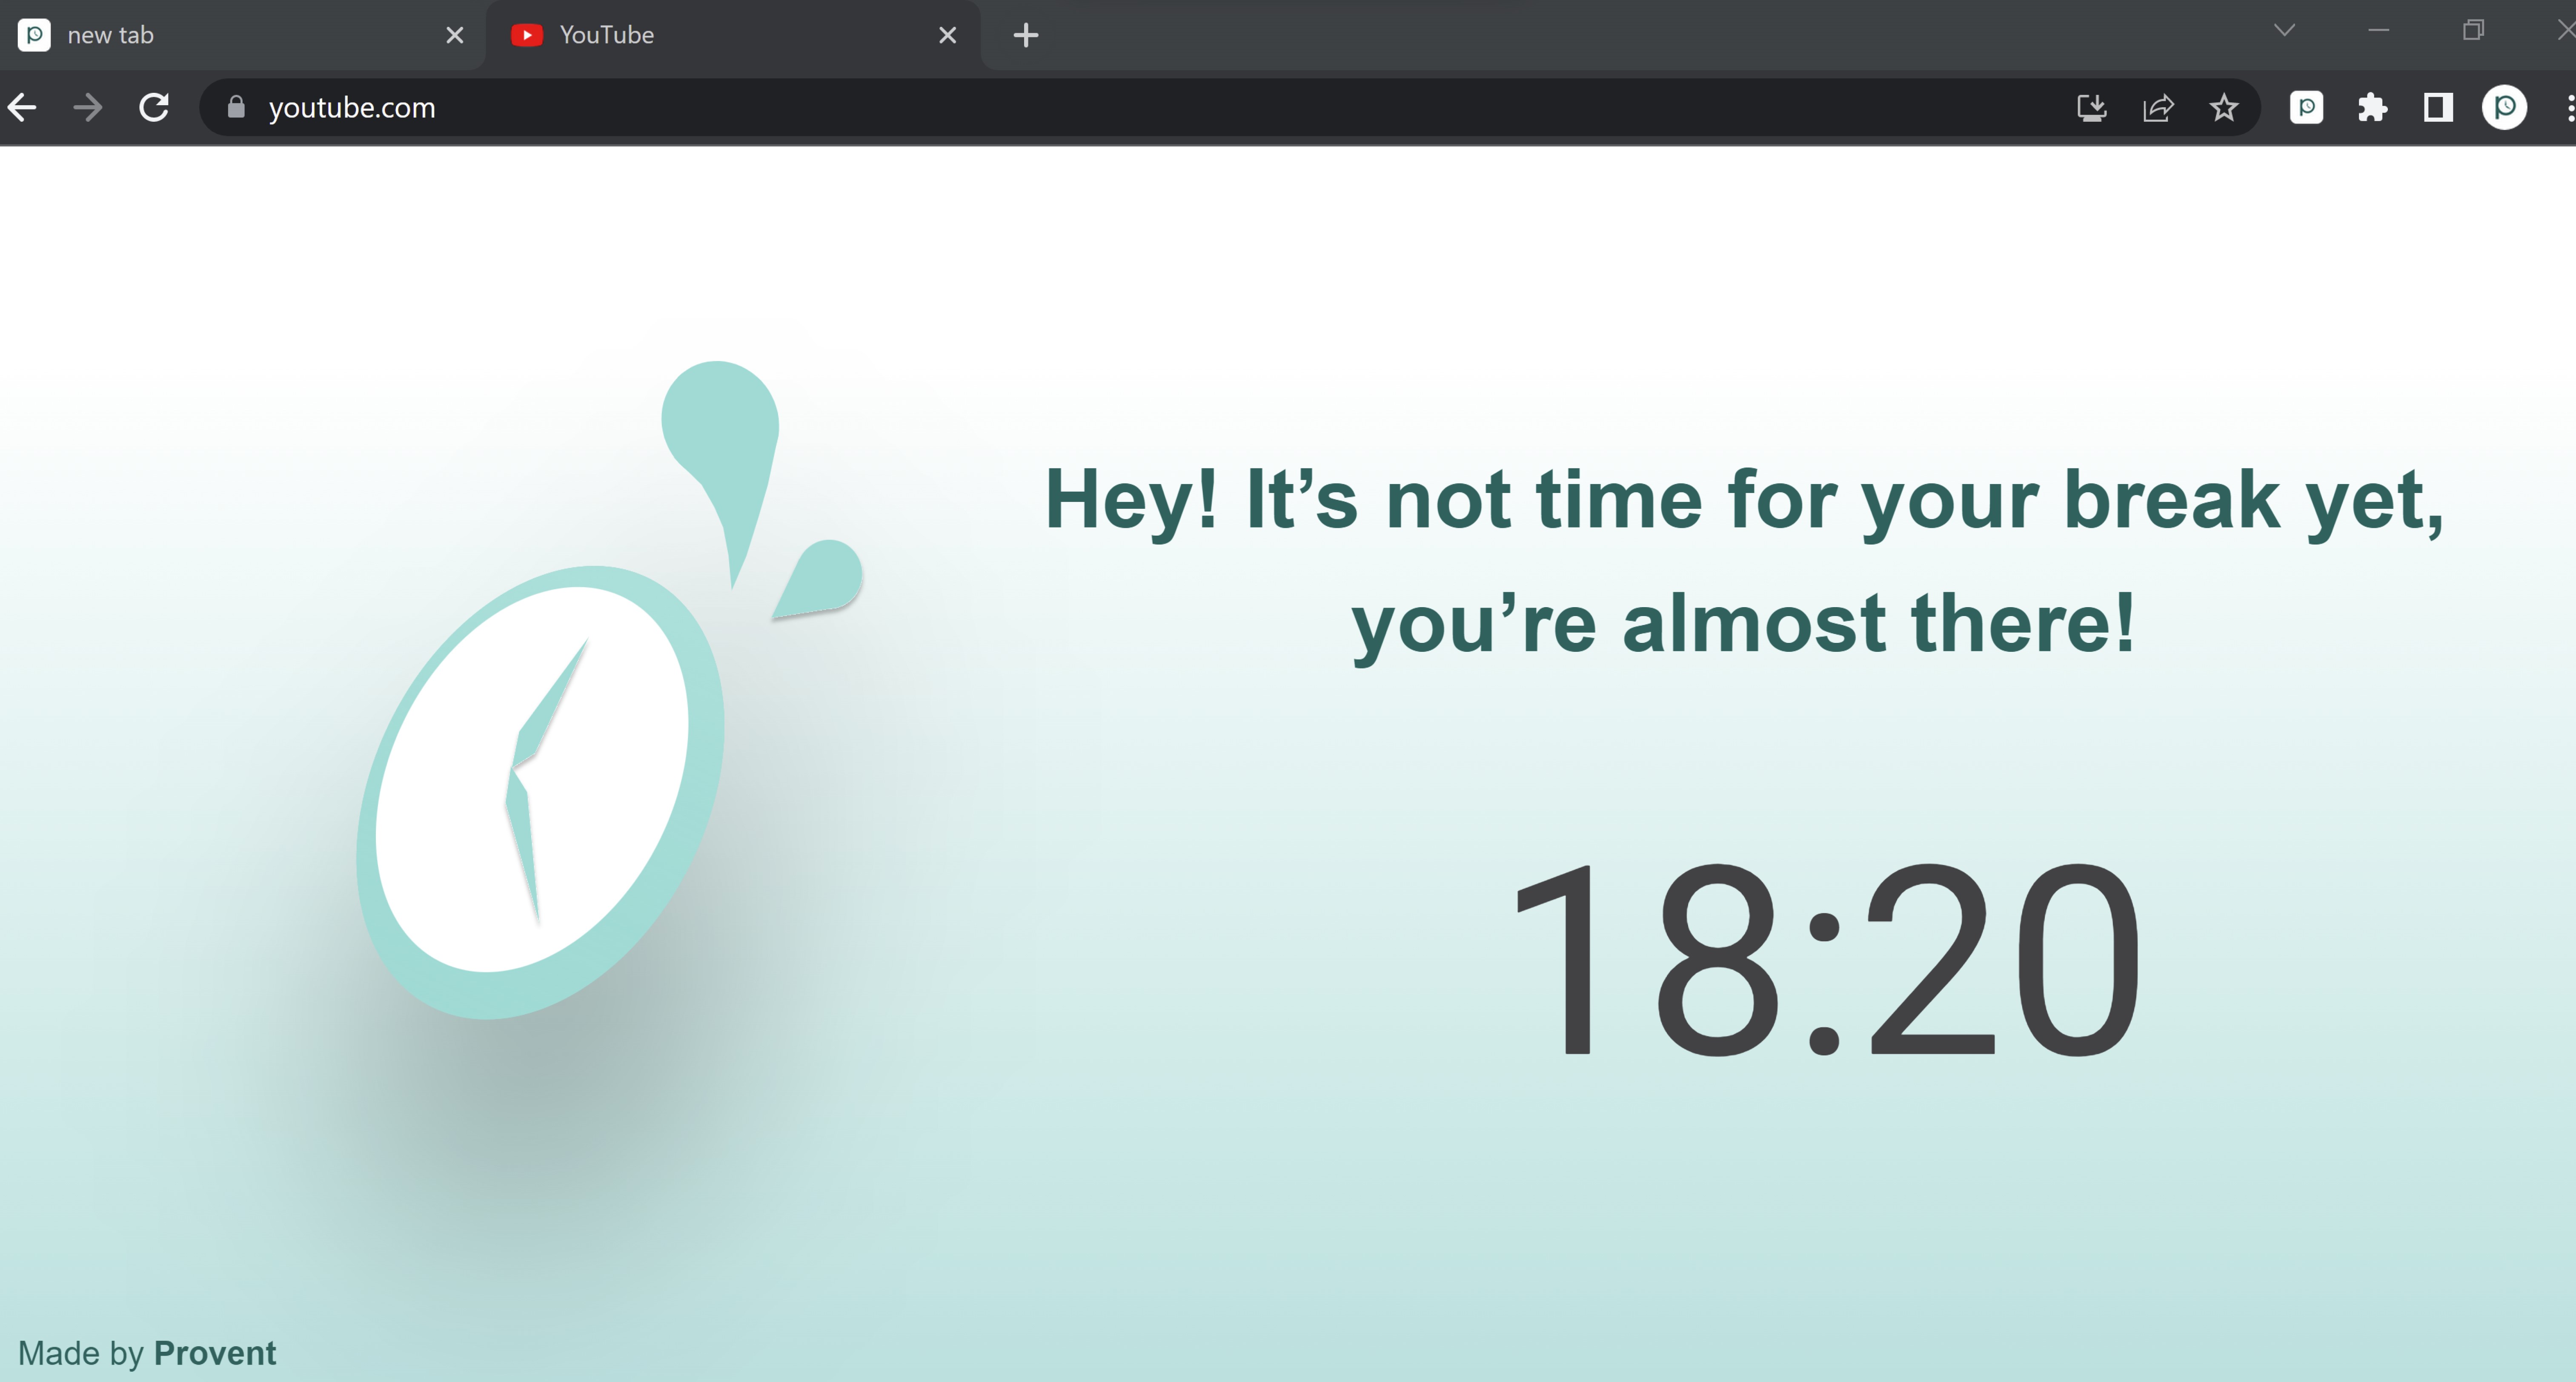 new tab
YouTube
youtube.com
Hey! It’s not time for your break yet,
you’re almost there!
18:20
Made by Provent